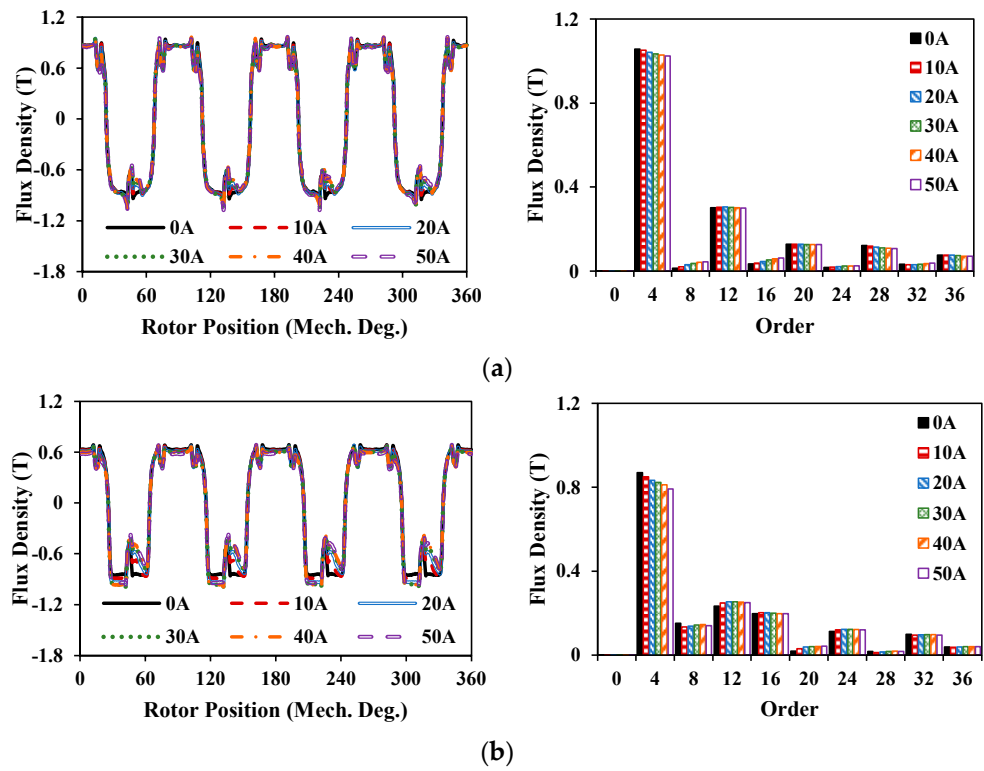 1.2
0.6
0
-0.6
-1.2
-1.8
Flux Density (T)
0A 10A 20A
30A 40A 50A
0 60 120 180 240 300 360
Rotor Position (Mech. Deg.)
1.2
0.8
0.4
0
Flux Density (T)
0A
10A
20A
30A
40A
50A
0 4 8 12 16 20 24 28 32 36
Order
(a)
1.2
0.6
0
-0.6
-1.2
-1.8
Flux Density (T)
0A 10A 20A
30A 40A 50A
0 60 120 180 240 300 360
Rotor Position (Mech. Deg.)
1.2
0.8
0.4
0
Flux Density (T)
0A
10A
20A
30A
40A
50A
0 4 8 12 16 20 24 28 32 36
Order
(b)